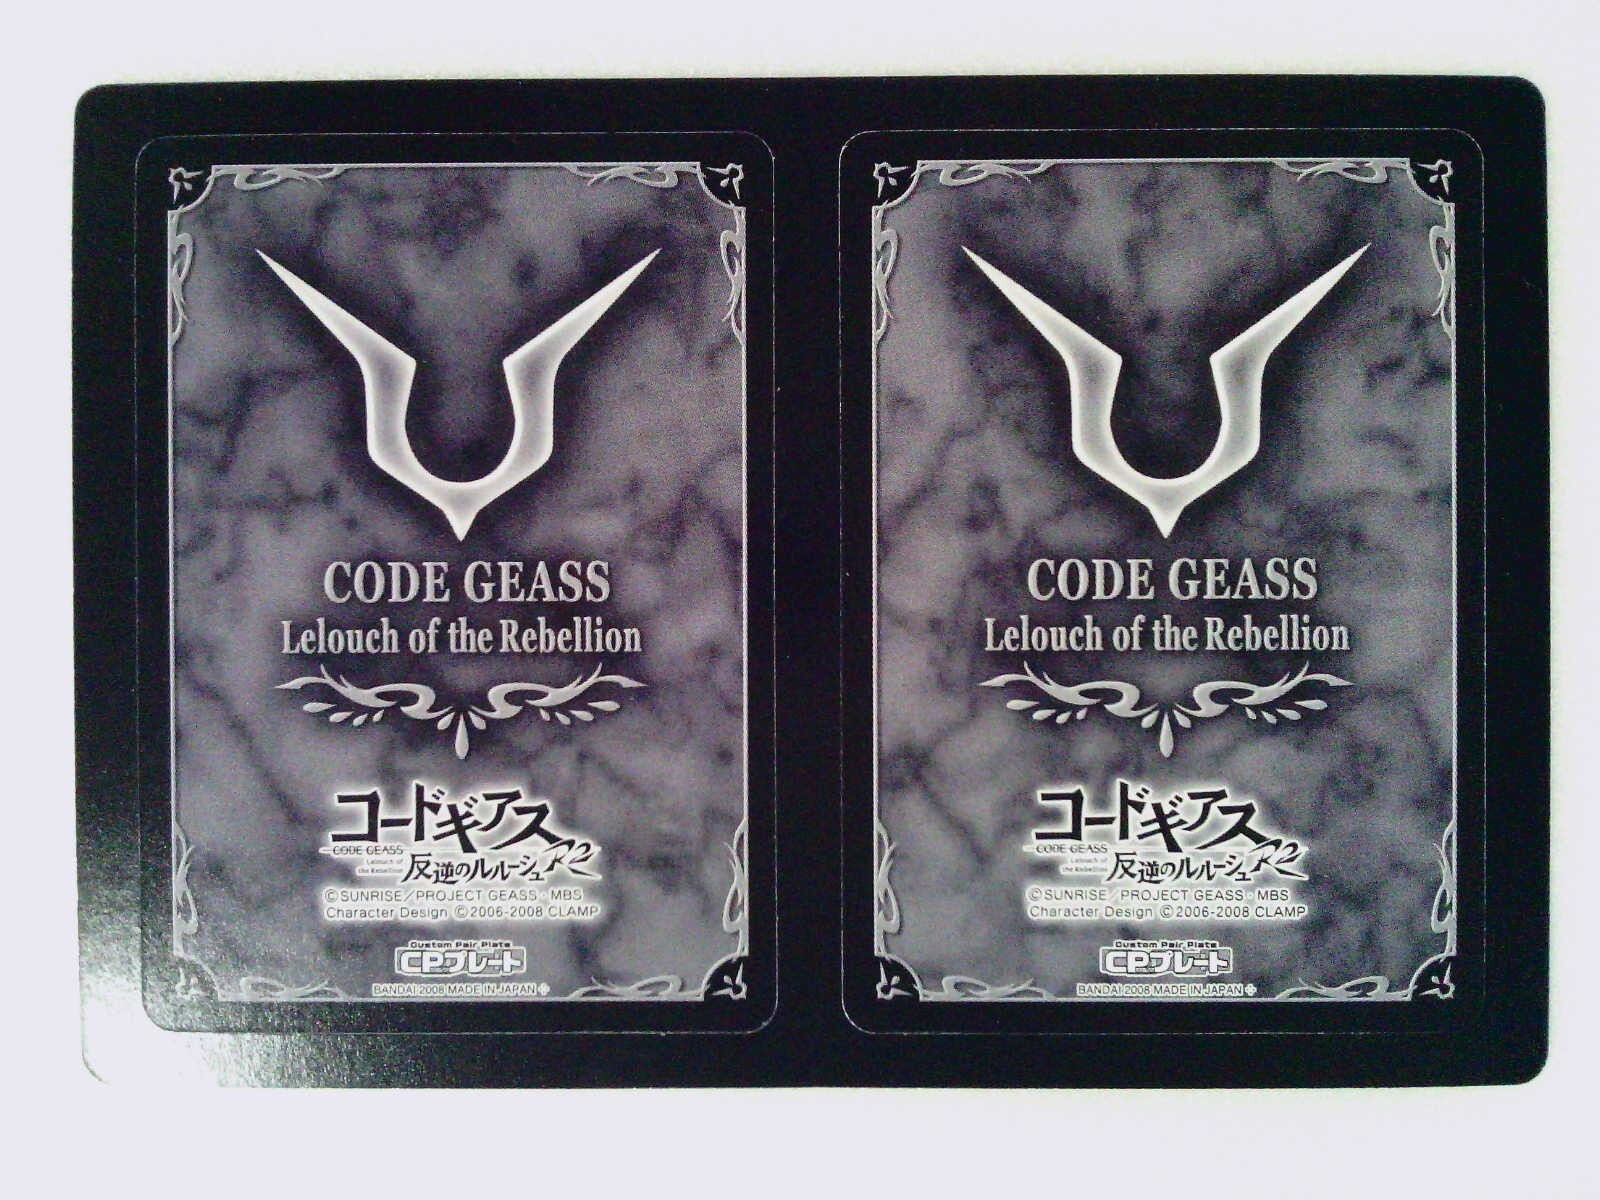 CODE GEASS
Lelouch of the Rebellion
コードギアス
CODE GEASS
Lelouch of
the Rebellion
反逆のルルーシュ R2
©SUNRISE／PROJECT GEASS・MBS
Character Design ©2006-2008 CLAMP
Custom Pair Plate
CPプレート
BANDAI 2008 MADE IN JAPAN
CODE GEASS
Lelouch of the Rebellion
コードギアス
CODE GEASS
Lelouch of
the Rebellion
反逆のルルーシュ R2
©SUNRISE／PROJECT GEASS・MBS
Character Design ©2006-2008 CLAMP
Custom Pair Plate
CPプレート
BANDAI 2008 MADE IN JAPAN